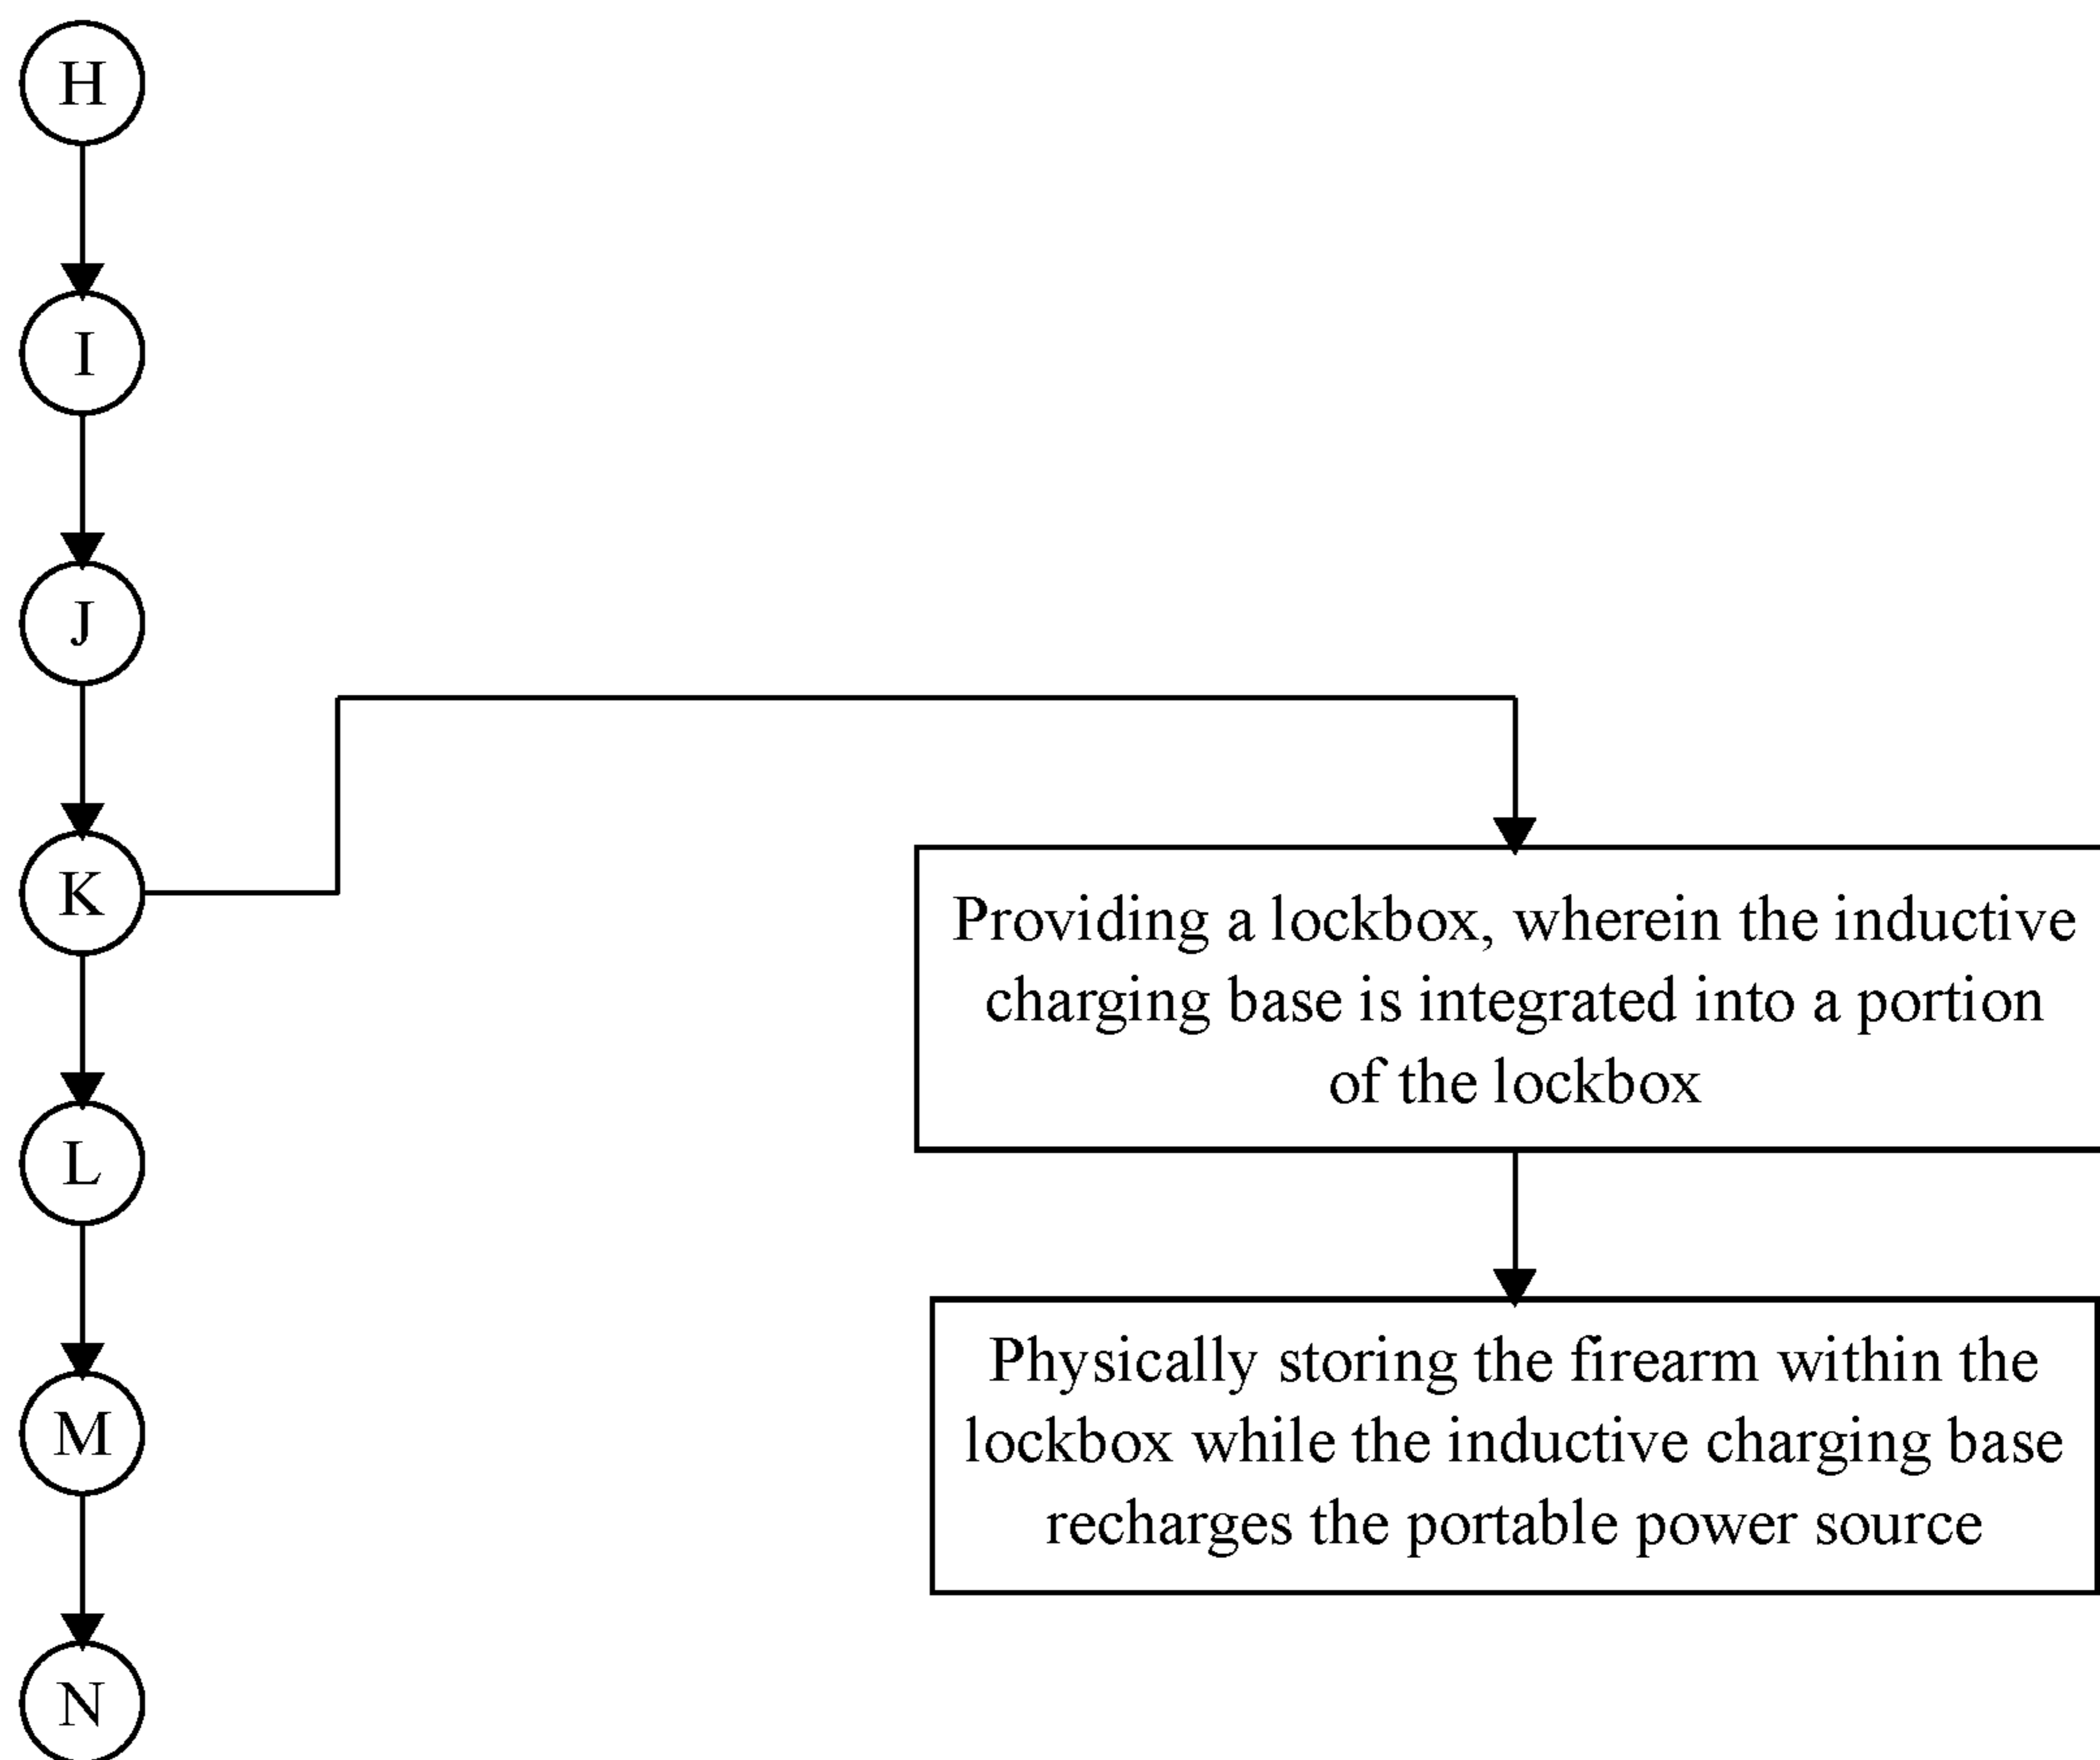 H
I
J
K
Providing a lockbox, wherein the inductive
charging base is integrated into a portion
of the lockbox
L
Physically storing the firearm within the
lockbox while the inductive charging base
recharges the portable power source
M
N